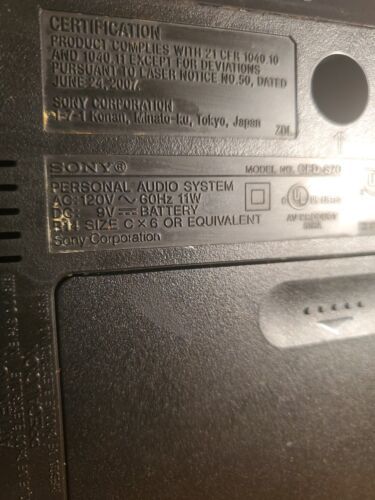 CERTIFICATION
PRODUCT COMPLIES WITH 21 CFR 1040.10
AND 1040.11 EXCEPT FOR DEVIATIONS
PURSUANT TO LASER NOTICE NO.50, DATED
JUNE 24, 2007.
SONY CORPORATION
1-7-1 Konan, Minato-ku, Tokyo, Japan
SONY® MODEL NO.
PERSONAL AUDIO SYSTEM
AC: 120V ~ 60Hz 11W
DC: 9V ⎓ BATTERY
R14 SIZE C × 6 OR EQUIVALENT
Sony Corporation